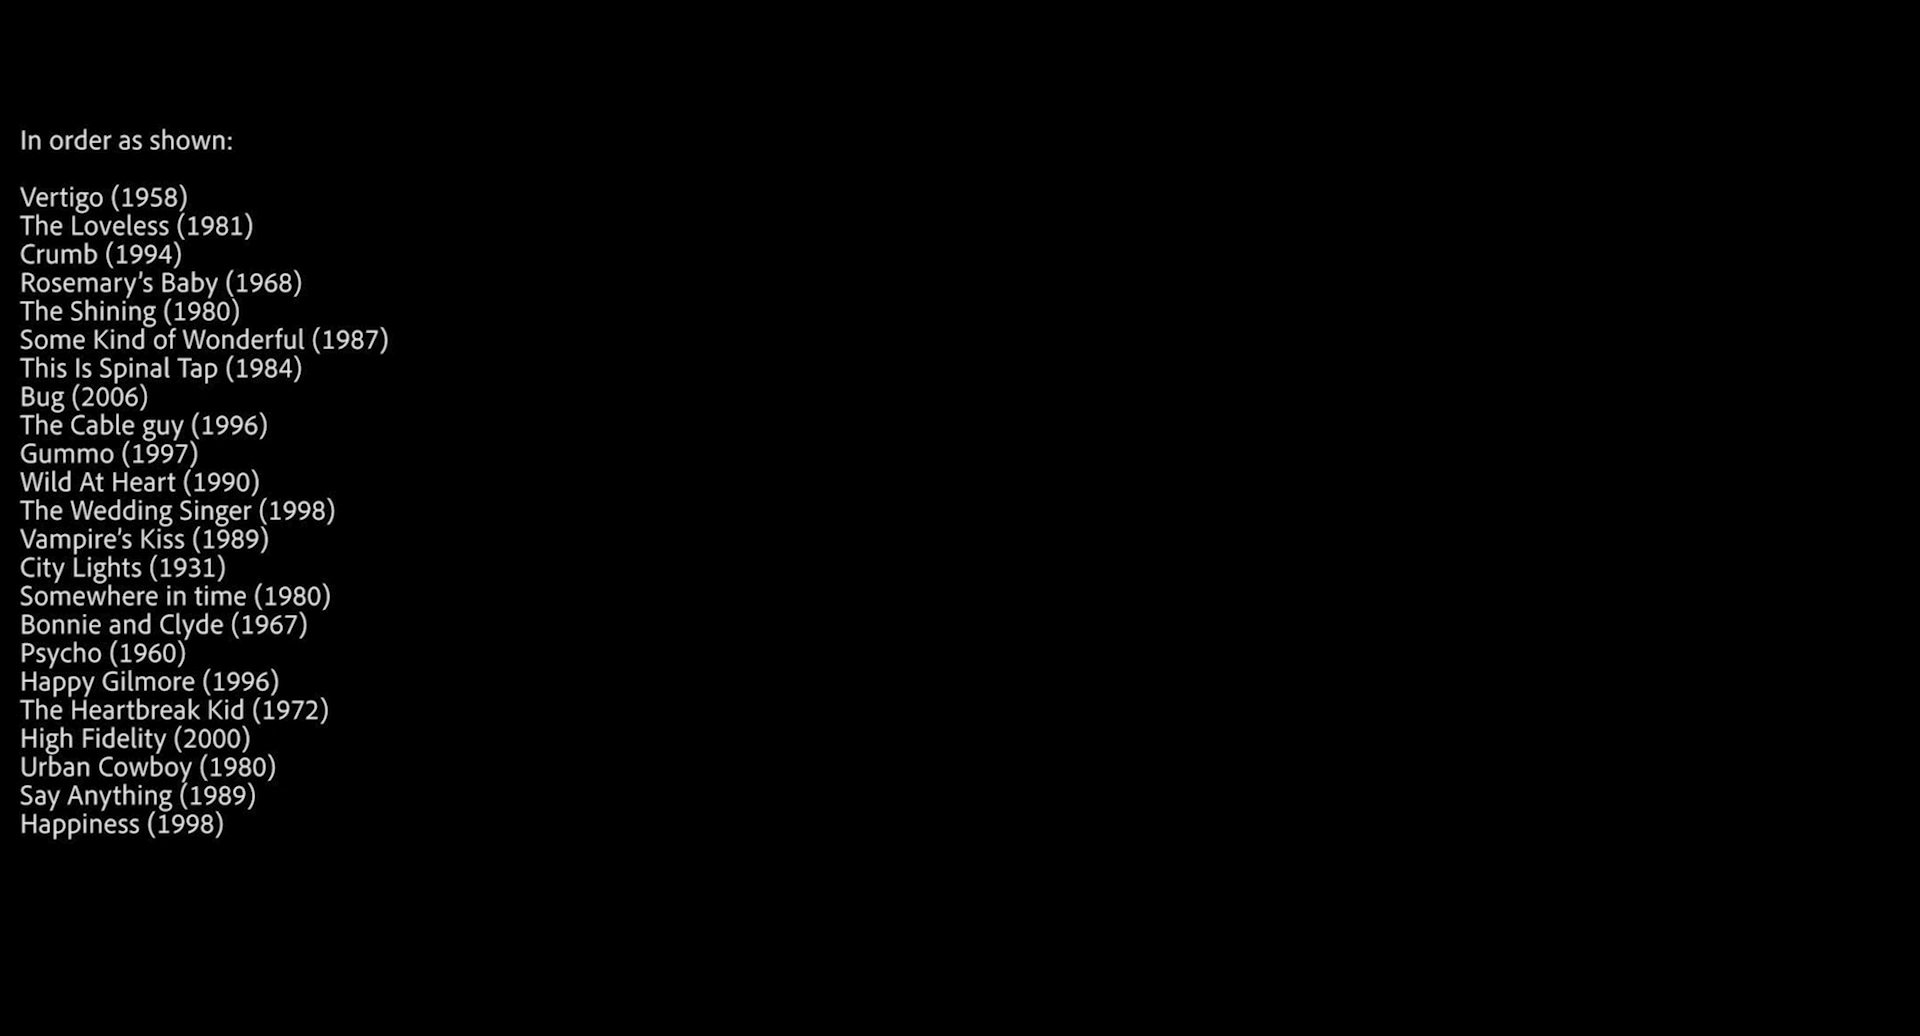 In order as shown:
Vertigo (1958)
The Loveless (1981)
Crumb (1994)
Rosemary's Baby (1968)
The Shining (1980)
Some Kind of Wonderful (1987)
This Is Spinal Tap (1984)
Bug (2006)
The Cable guy (1996)
Gummo (1997)
Wild At Heart (1990)
The Wedding Singer (1998)
Vampire's Kiss (1989)
City Lights (1931)
Somewhere in time (1980)
Bonnie and Clyde (1967)
Psycho (1960)
Happy Gilmore (1996)
The Heartbreak Kid (1972)
High Fidelity (2000)
Urban Cowboy (1980)
Say Anything (1989)
Happiness (1998)